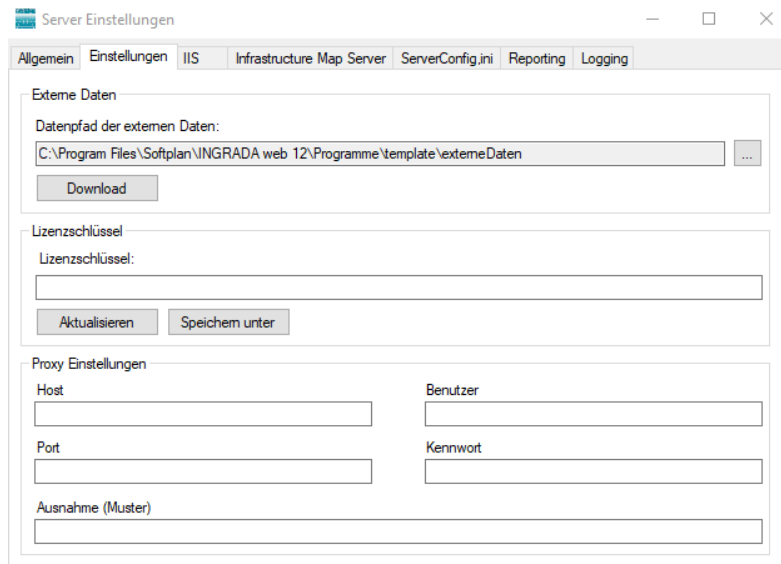 Server Einstellungen
Allgemein Einstellungen IIS Infrastructure Map Server ServerConfig.ini Reporting Logging
Externe Daten
Datenpfad der externen Daten:
C:\Program Files\Softplan\INGRADA web 12\Programme\template\externeDaten ...
Download
Lizenzschlüssel
Lizenzschlüssel:
Aktualisieren Speichern unter
Proxy Einstellungen
Host Benutzer
Port Kennwort
Ausnahme (Muster)